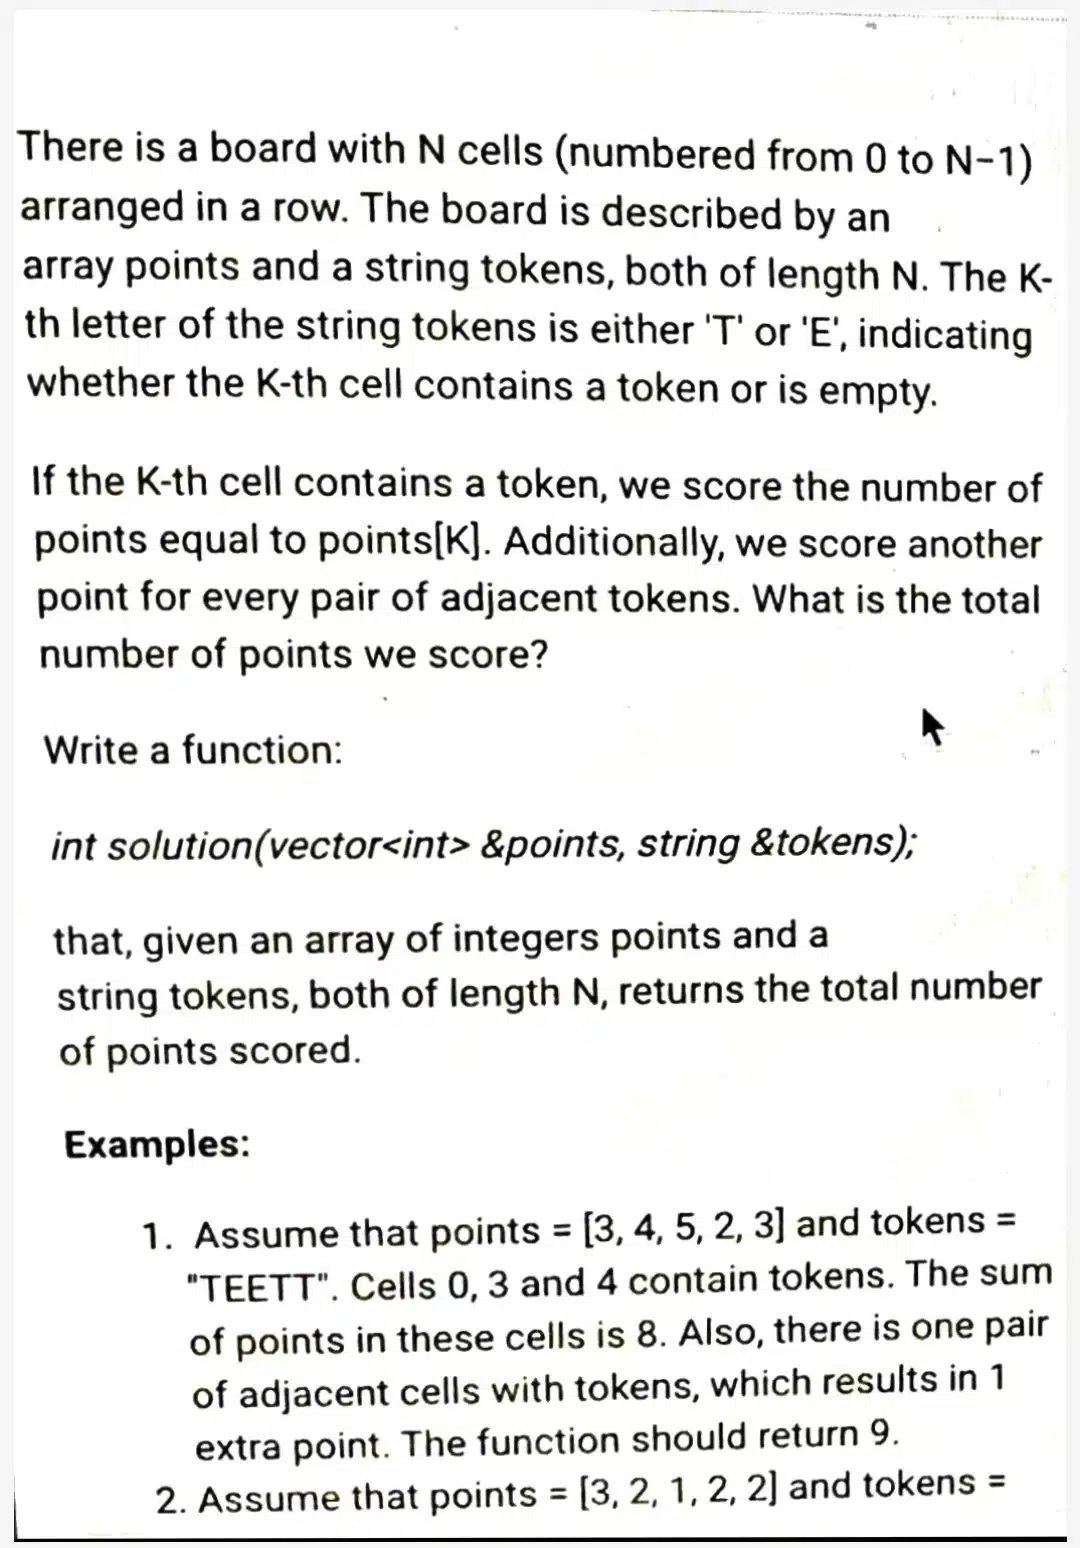 There is a board with N cells (numbered from 0 to N-1)
arranged in a row. The board is described by an
array points and a string tokens, both of length N. The K-
th letter of the string tokens is either 'T' or 'E', indicating
whether the K-th cell contains a token or is empty.
If the K-th cell contains a token, we score the number of
points equal to points[K]. Additionally, we score another
point for every pair of adjacent tokens. What is the total
number of points we score?
Write a function:
int solution(vector<int> &points, string &tokens);
that, given an array of integers points and a
string tokens, both of length N, returns the total number
of points scored.
Examples:
1. Assume that points = [3, 4, 5, 2, 3] and tokens =
"TEETT". Cells 0, 3 and 4 contain tokens. The sum
of points in these cells is 8. Also, there is one pair
of adjacent cells with tokens, which results in 1
extra point. The function should return 9.
2. Assume that points = [3, 2, 1, 2, 2] and tokens =